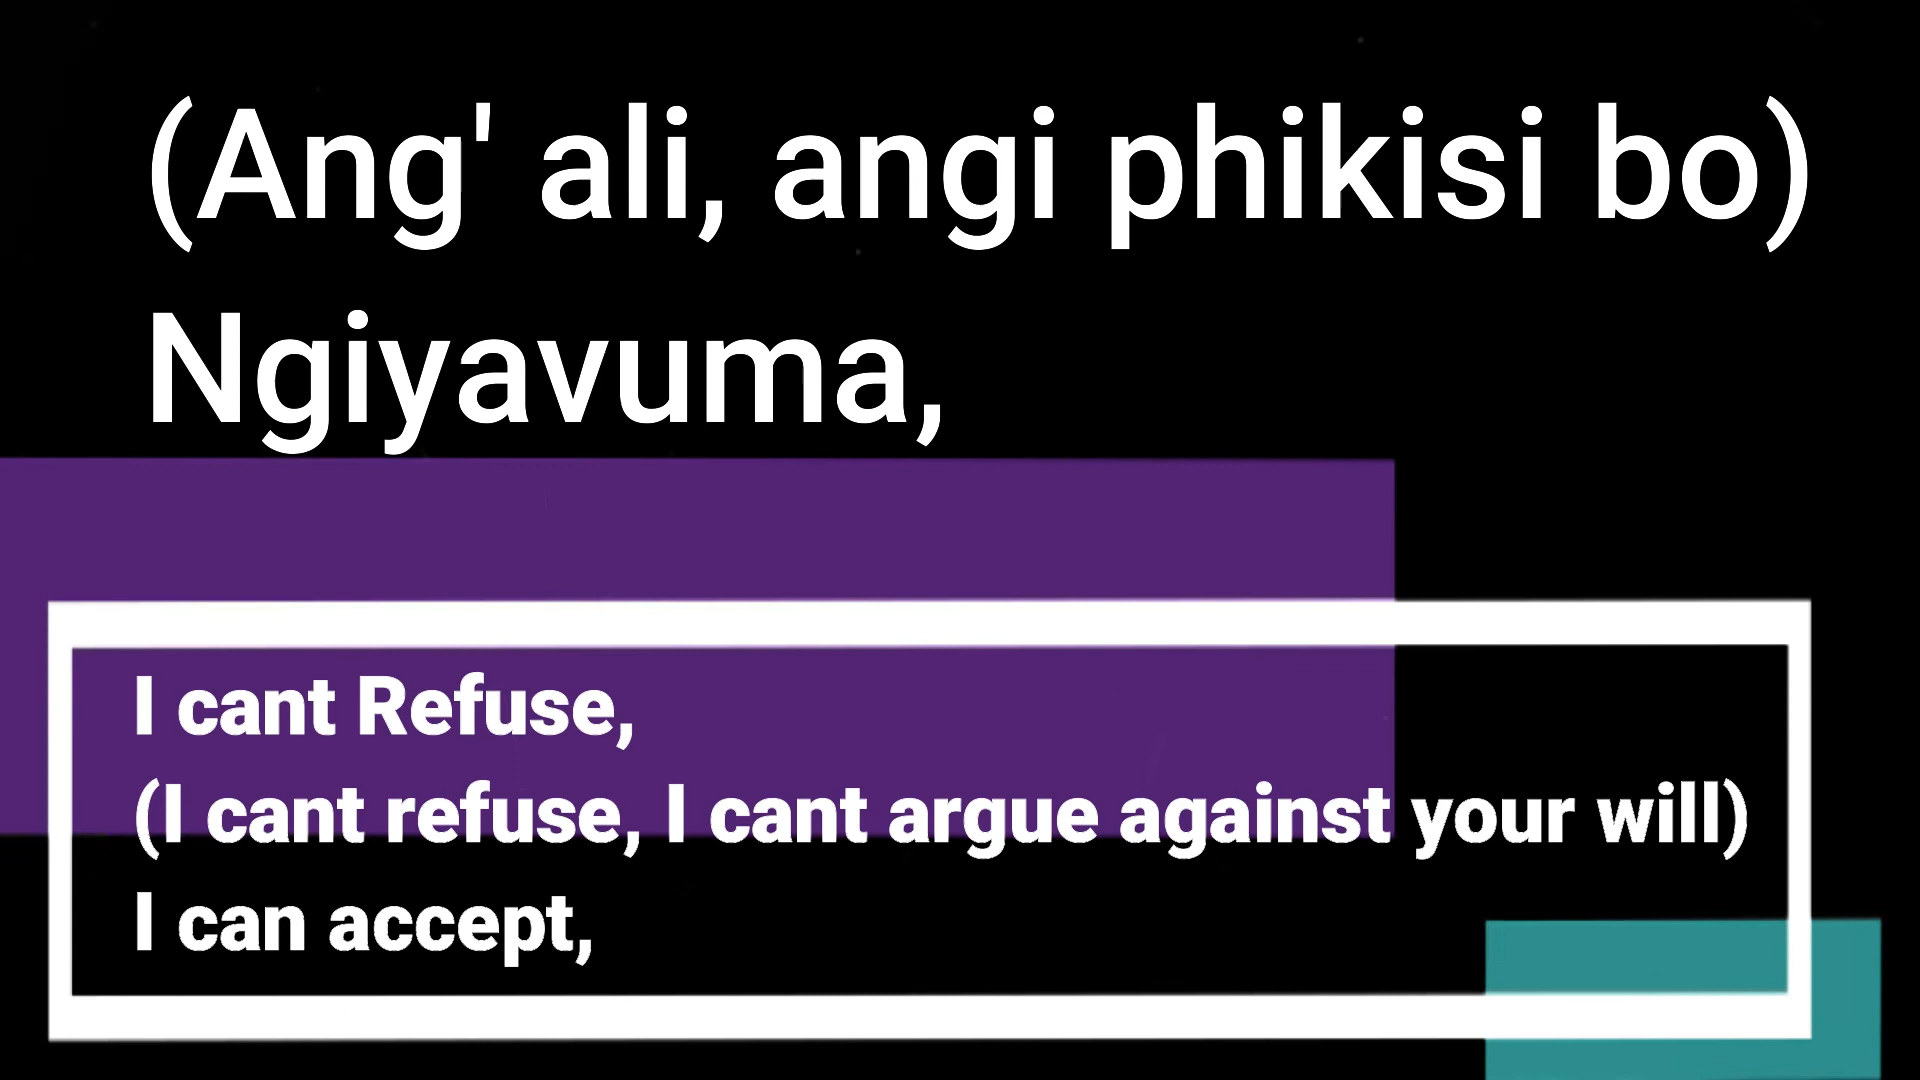 (Ang' ali, angi phikisi bo)
Ngiyavuma,
I cant Refuse,
(I cant refuse, I cant argue against your will)
I can accept,